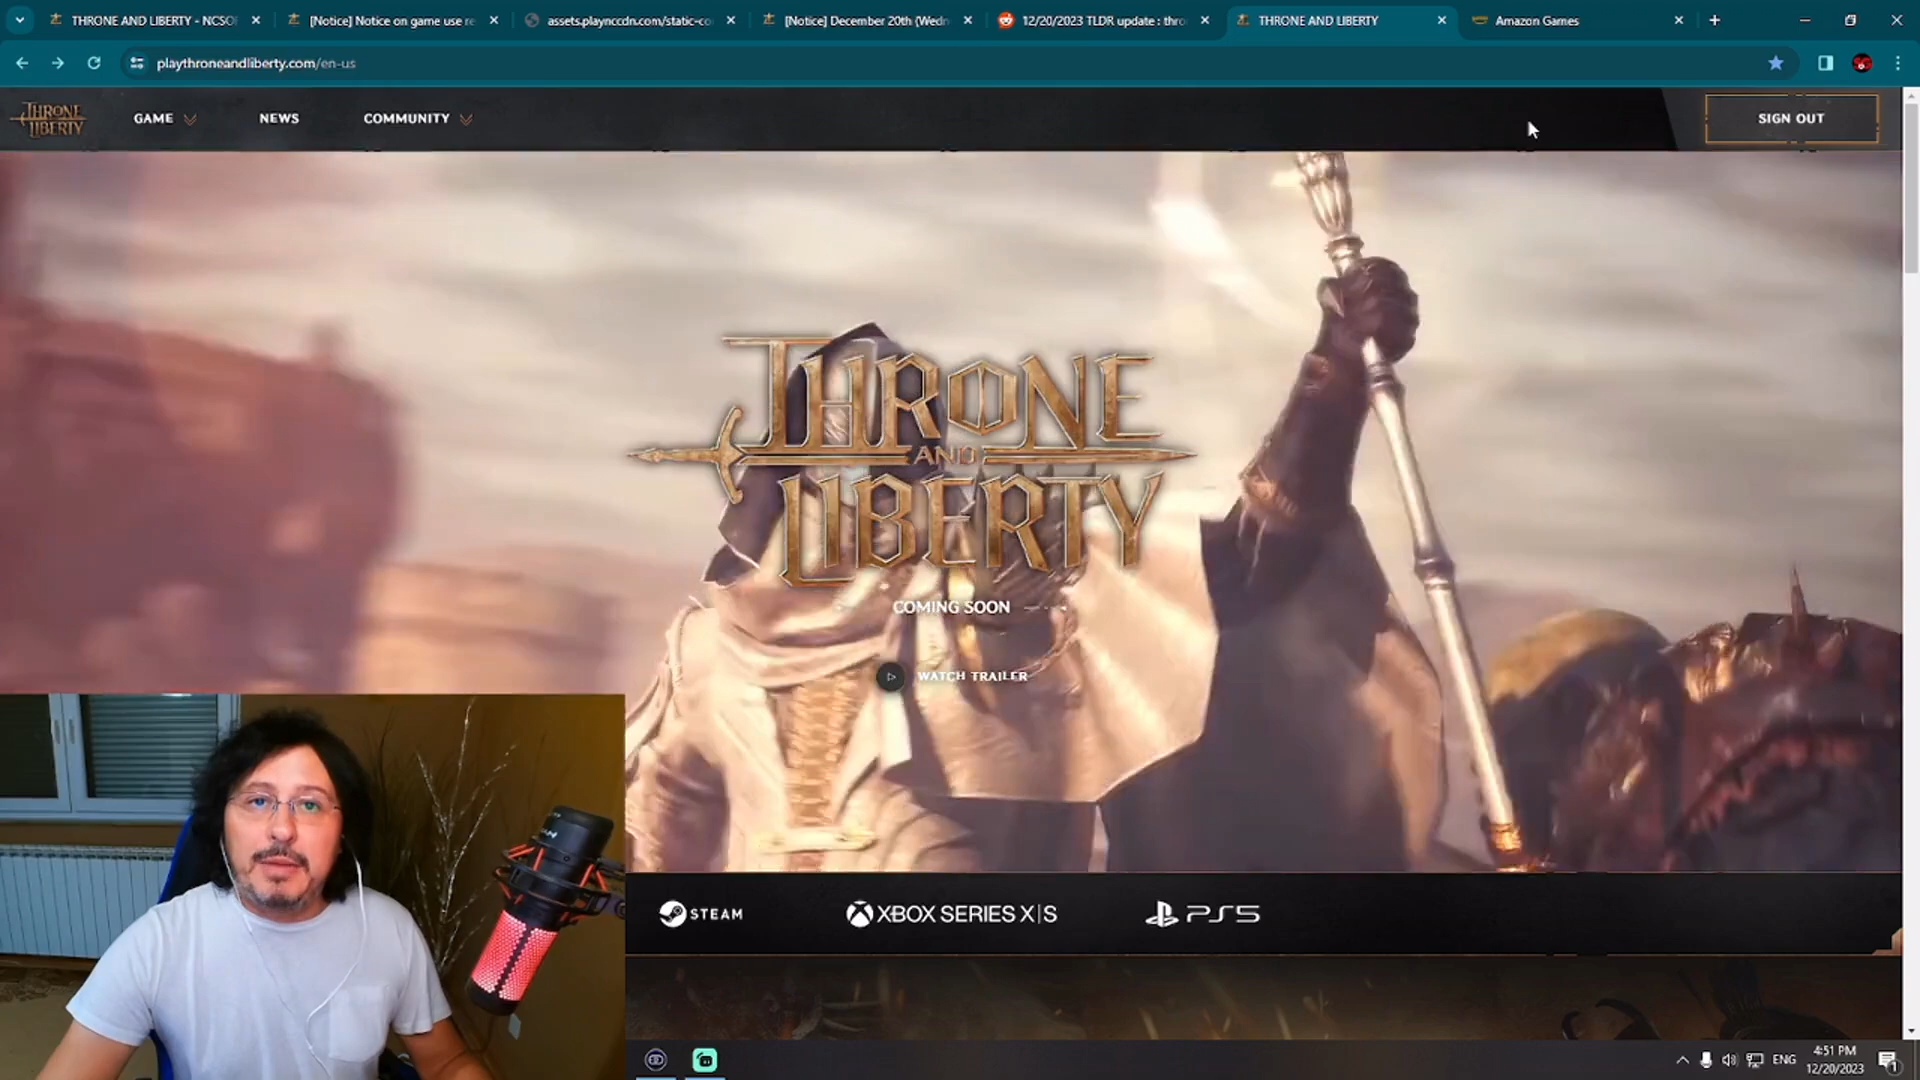 THRONE AND LIBERTY - NCSO
[Notice] Notice on game use re
assets.playnccdn.com/static-co
[Notice] December 20th (Wedn
12/20/2023 TLDR update : thro
THRONE AND LIBERTY
Amazon Games
playthroneandliberty.com/en-us
THRONE
LIBERTY
GAME
NEWS
COMMUNITY
SIGN OUT
THRONE
AND
LIBERTY
COMING SOON
WATCH TRAILER
STEAM
XBOX SERIES X|S
PS5
ENG
4:51 PM
12/20/2023
1